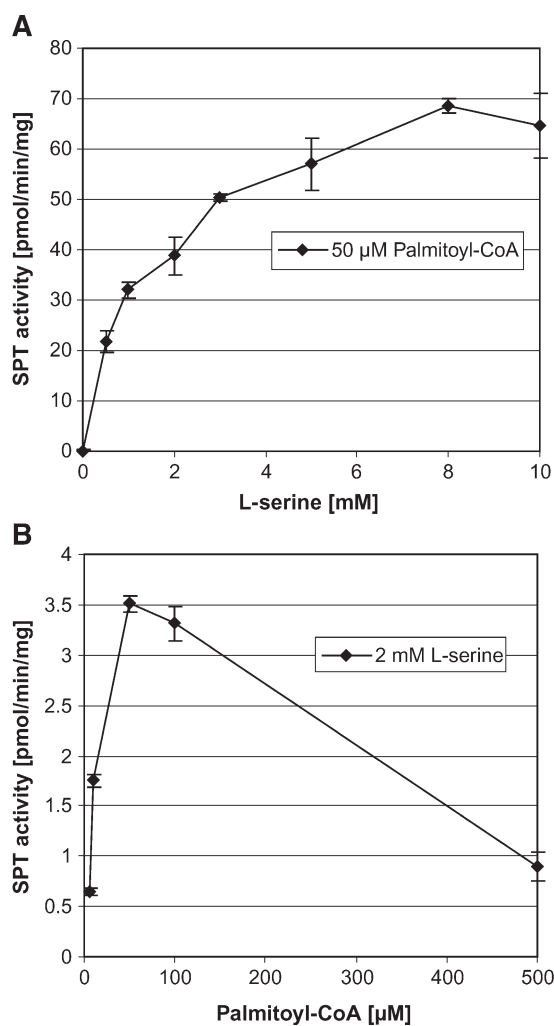 A
80
70
60
50
40
30
20
10
0
SPT activity [pmol/min/mg]
50 µM Palmitoyl-CoA
0 2 4 6 8 10
L-serine [mM]
B
4
3.5
3
2.5
2
1.5
1
0.5
0
SPT activity [pmol/min/mg]
2 mM L-serine
0 100 200 300 400 500
Palmitoyl-CoA [µM]